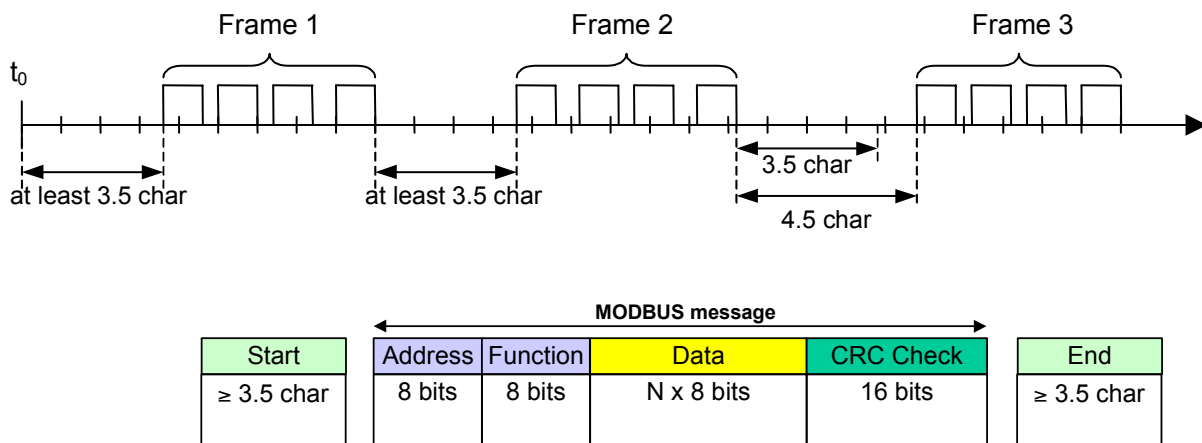 Frame 1 Frame 2 Frame 3
t0
at least 3.5 char at least 3.5 char 3.5 char
4.5 char
MODBUS message
Start Address Function Data CRC Check End
≥ 3.5 char 8 bits 8 bits N x 8 bits 16 bits ≥ 3.5 char